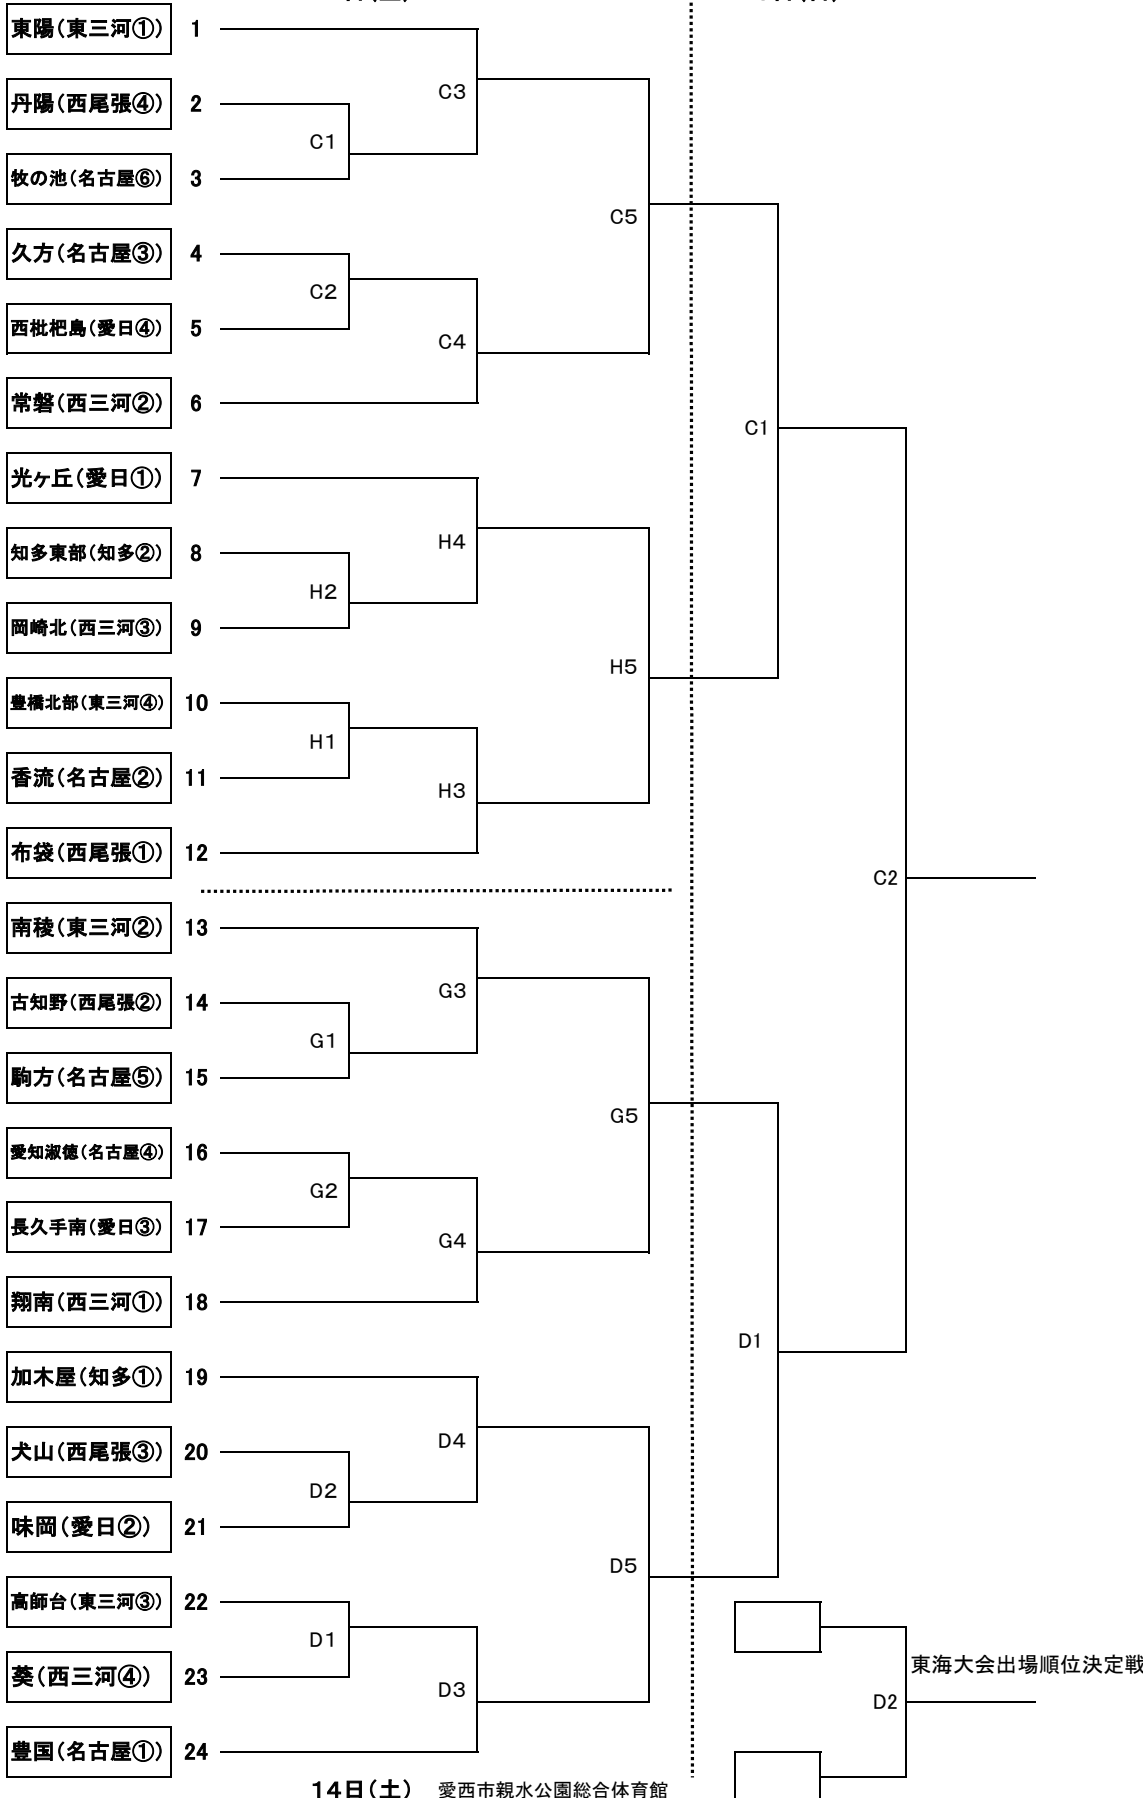 東陽(東三河①) 1
C3
丹陽(西尾張④) 2
C1
牧の池(名古屋⑥) 3
C5
久方(名古屋③) 4
C2
西枇杷島(愛日④) 5
C4
常磐(西三河②) 6
C1
光ヶ丘(愛日①) 7
H4
知多東部(知多②) 8
H2
岡崎北(西三河③) 9
H5
豊橋北部(東三河④) 10
H1
香流(名古屋②) 11
H3
布袋(西尾張①) 12
C2
南稜(東三河②) 13
G3
古知野(西尾張②) 14
G1
駒方(名古屋⑤) 15
G5
愛知淑徳(名古屋④) 16
G2
長久手南(愛日③) 17
G4
翔南(西三河①) 18
D1
加木屋(知多①) 19
D4
犬山(西尾張③) 20
D2
味岡(愛日②) 21
D5
高師台(東三河③) 22
D1
東海大会出場順位決定戦
葵(西三河④) 23
D3
D2
豊国(名古屋①) 24
14日(土) 愛西市親水公園総合体育館